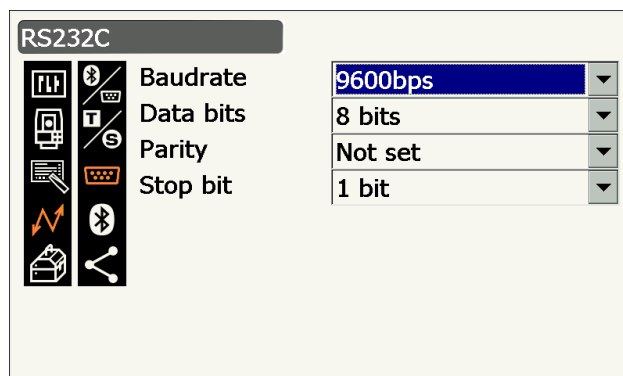 RS232C
Baudrate 9600bps
Data bits 8 bits
Parity Not set
Stop bit 1 bit
T
S